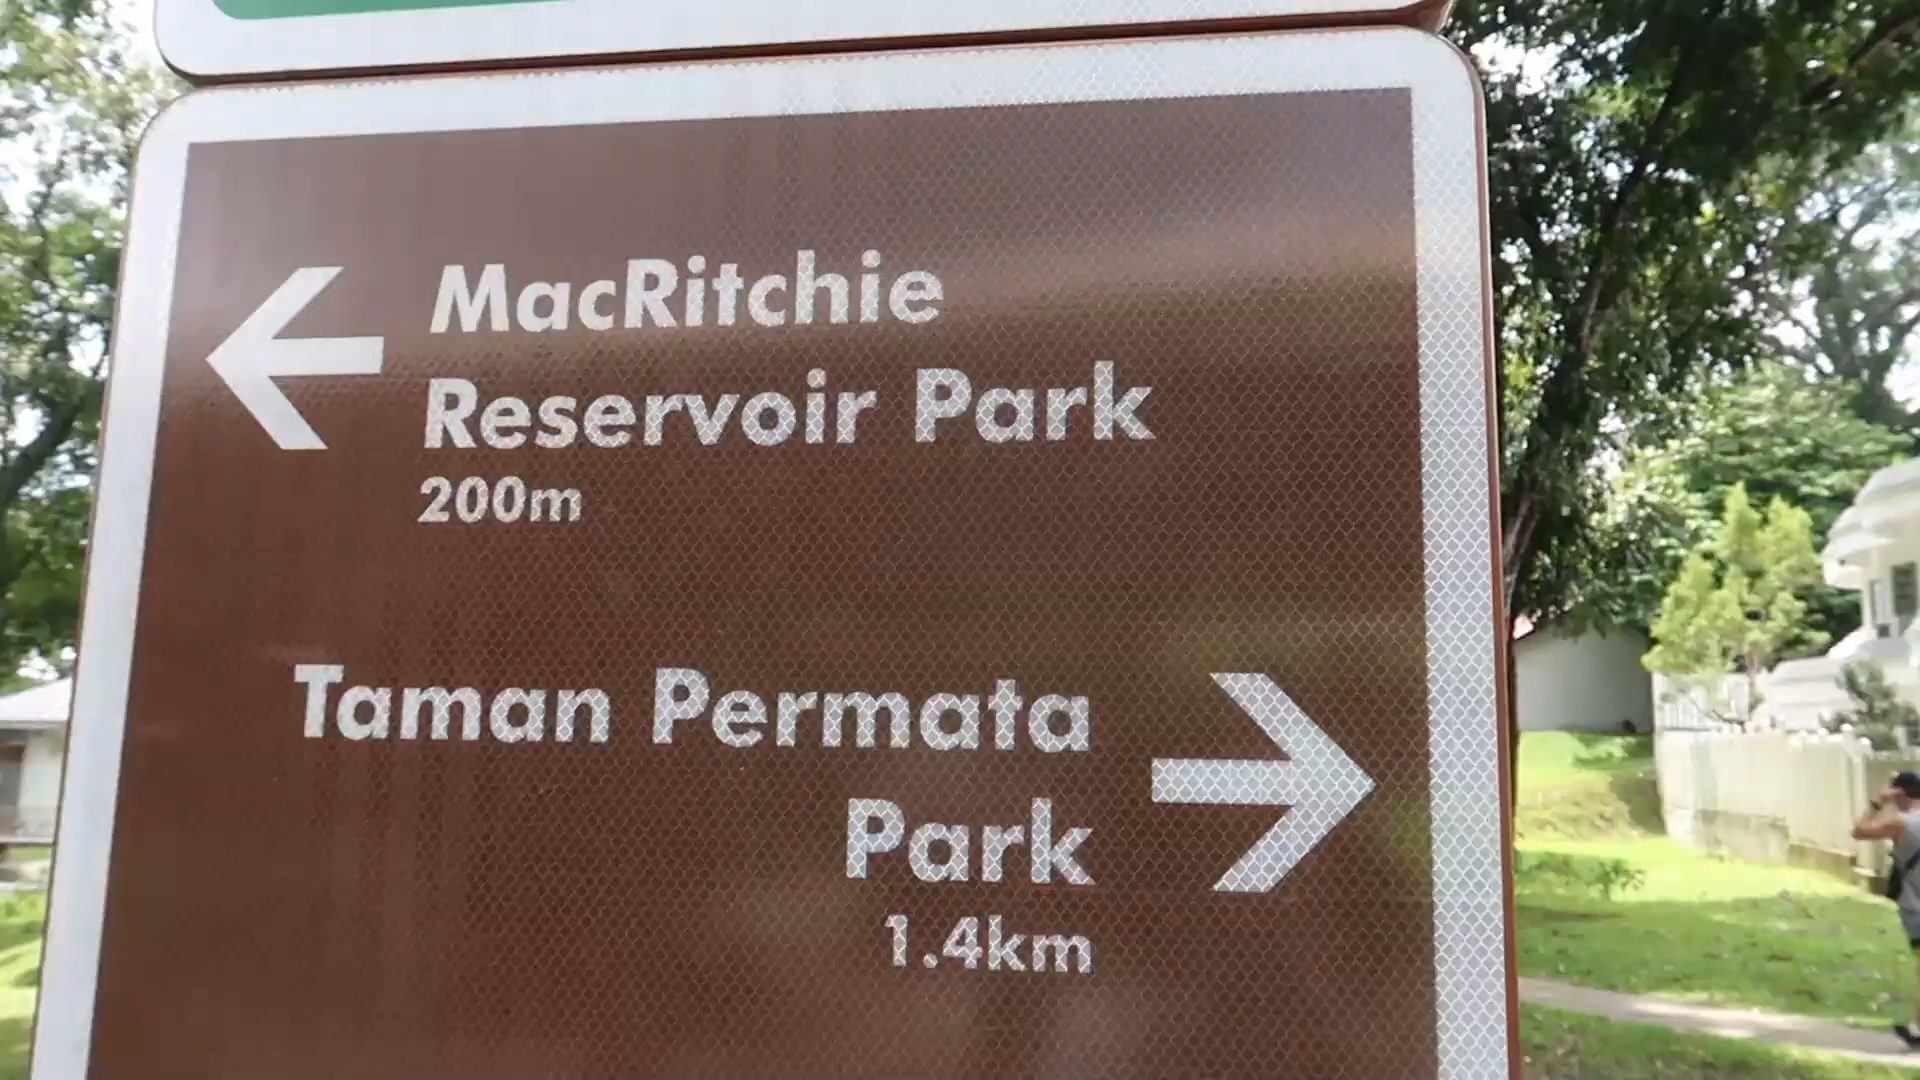 MacRitchie
Reservoir Park
200m
Taman Permata
Park
1.4km